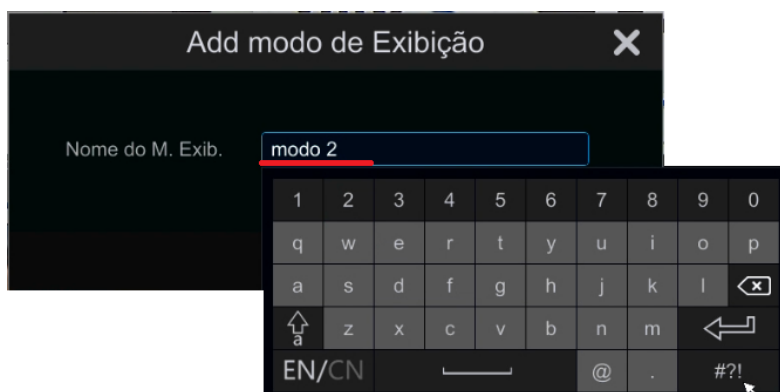 Add modo de Exibição
Nome do M. Exib. modo 2
1 2 3 4 5 6 7 8 9 0
q w e r t y u i o p
a s d f g h j k l
a z x c v b n m
EN/CN @ . #?!